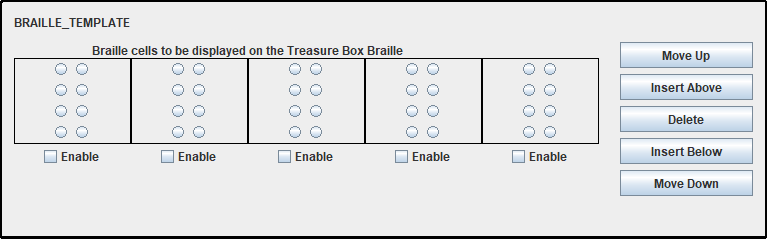 BRAILLE_TEMPLATE
Braille cells to be displayed on the Treasure Box Braille
Enable Enable Enable Enable Enable
Move Up
Insert Above
Delete
Insert Below
Move Down